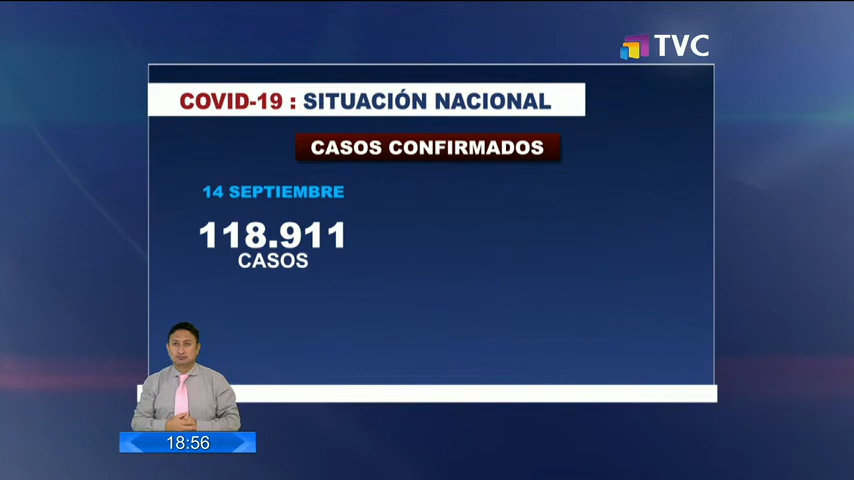 TVC
COVID-19 : SITUACIÓN NACIONAL
CASOS CONFIRMADOS
14 SEPTIEMBRE
118.911
CASOS
18:56